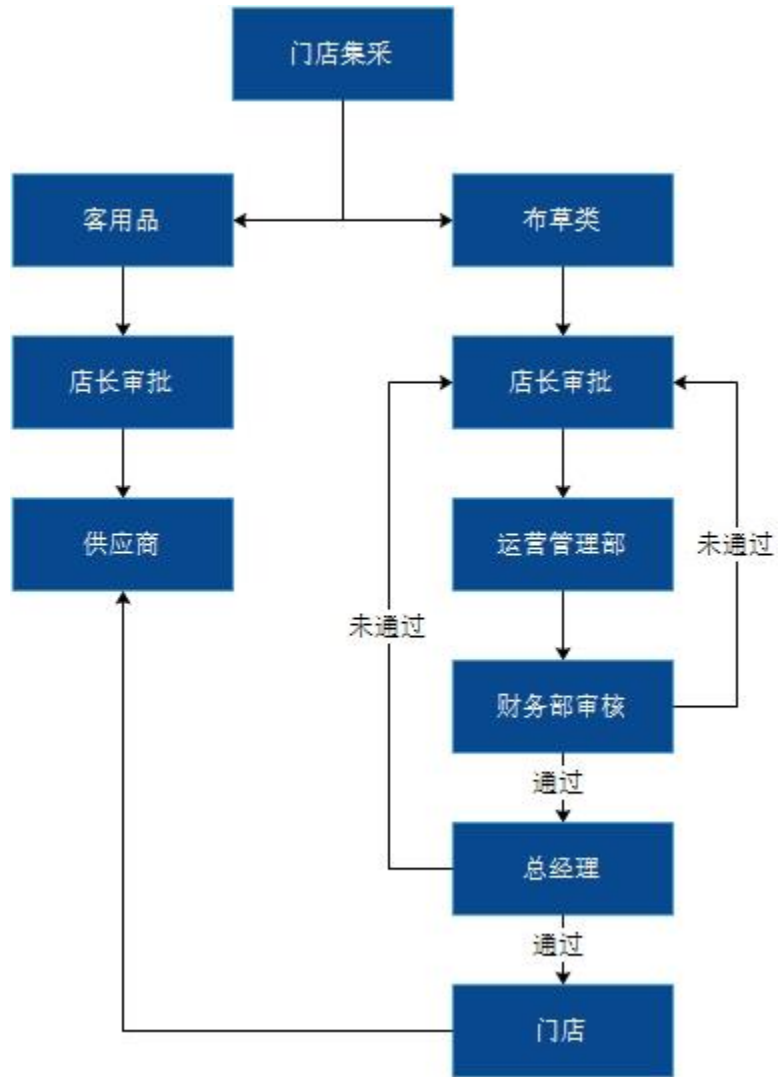 门店集采
客用品
布草类
店长审批
店长审批
供应商
运营管理部
未通过
未通过
财务部审核
通过
总经理
通过
门店